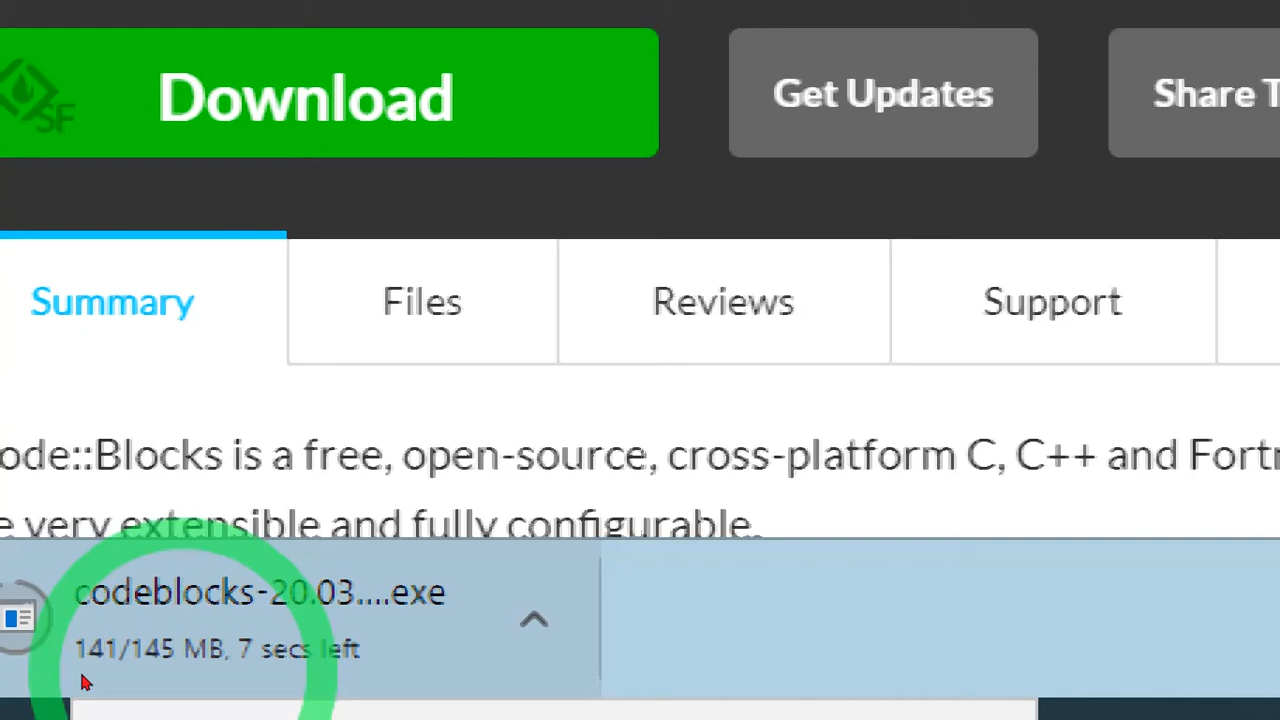 SF
Download
Get Updates
Share T
Summary
Files
Reviews
Support
ode::Blocks is a free, open-source, cross-platform C, C++ and Fortr
e very extensible and fully configurable.
codeblocks-20.03....exe
141/145 MB, 7 secs left